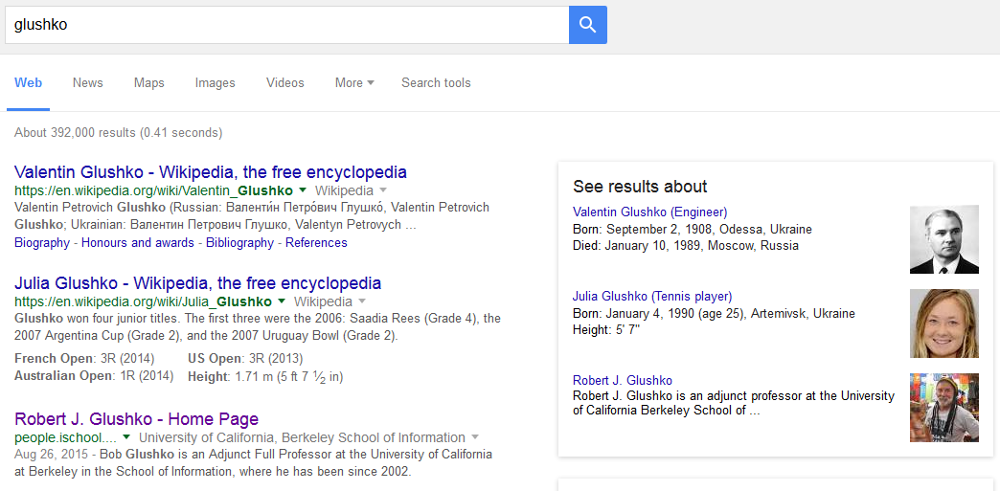 glushko
Web News Maps Images Videos More Search tools
About 392,000 results (0.41 seconds)
Valentin Glushko - Wikipedia, the free encyclopedia
https://en.wikipedia.org/wiki/Valentin_Glushko Wikipedia
Valentin Petrovich Glushko (Russian: Валенти́н Петро́вич Глушко́, Valentin Petrovich
Glushko; Ukrainian: Валентин Петрович Глушко, Valentyn Petrovych ...
Biography - Honours and awards - Bibliography - References
Julia Glushko - Wikipedia, the free encyclopedia
https://en.wikipedia.org/wiki/Julia_Glushko Wikipedia
Glushko won four junior titles. The first three were the 2006: Saadia Rees (Grade 4), the
2007 Argentina Cup (Grade 2), and the 2007 Uruguay Bowl (Grade 2).
French Open: 3R (2014) US Open: 3R (2013)
Australian Open: 1R (2014) Height: 1.71 m (5 ft 7 1⁄2 in)
Robert J. Glushko - Home Page
people.ischool.... University of California, Berkeley School of Information
Aug 26, 2015 - Bob Glushko is an Adjunct Full Professor at the University of California
at Berkeley in the School of Information, where he has been since 2002.
See results about
Valentin Glushko (Engineer)
Born: September 2, 1908, Odessa, Ukraine
Died: January 10, 1989, Moscow, Russia
Julia Glushko (Tennis player)
Born: January 4, 1990 (age 25), Artemivsk, Ukraine
Height: 5' 7"
Robert J. Glushko
Robert J. Glushko is an adjunct professor at the University
of California Berkeley School of ...